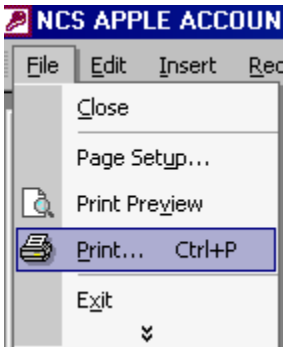 NCS APPLE ACCOUN
File Edit Insert Rec
Close
Page Setup...
Print Preview
Print... Ctrl+P
Exit